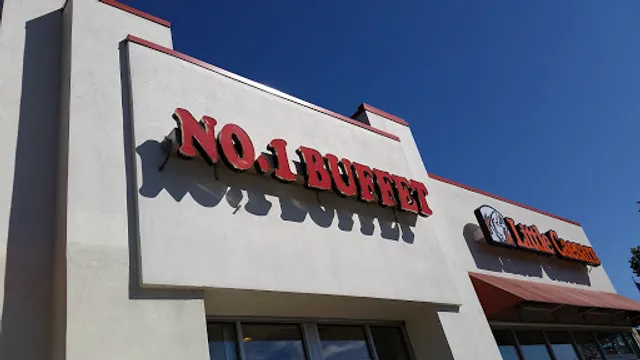 NO.1 BUFFET
Little Caesars